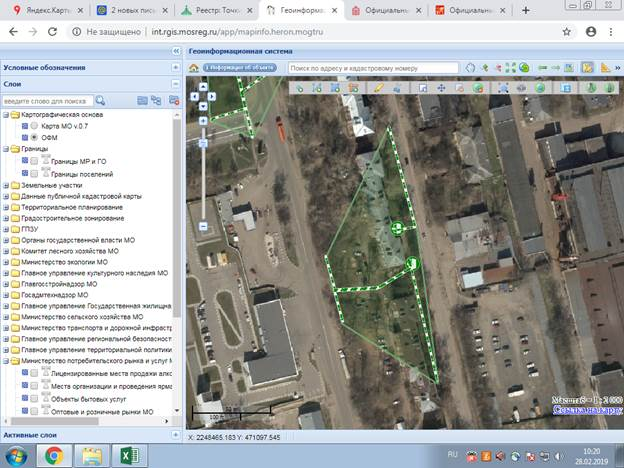 Яндекс.Карты
2 новых пись
Реестр: Точки
Геоинформа
Официальны
Официальны
Не защищено | int.rgis.mosreg.ru/app/mapinfo.heron.mogtru
Геоинформационная система
Условные обозначения
Информация об объекте
Поиск по адресу и кадастровому номеру
Слои
введите слово для поиска
Картографическая основа
Карта МО v.0.7
ОФМ
Границы
Границы МР и ГО
Границы поселений
Земельные участки
Данные публичной кадастровой карты
Территориальное планирование
Градостроительное зонирование
ГПЗУ
Органы государственной власти МО
Комитет лесного хозяйства МО
Министерство экологии МО
Главное управление культурного наследия МО
Главгосстройнадзор МО
Госадмтехнадзор МО
Главное управление Государственная жилищна
Министерство сельского хозяйства МО
Министерство транспорта и дорожной инфрастр
Главное управление региональной безопасност
Главное управление территориальной политики
Министерство потребительского рынка и услуг М
Лицензированные места продажи алко
Места организации и проведения ярма
Объекты бытовых услуг
Оптовые и розничные рынки МО
Масштаб = 1 : 2 000
Ссылка на карту
Активные слои
X: 2248465.183 Y: 471097.545
RU
10:20
28.02.2019